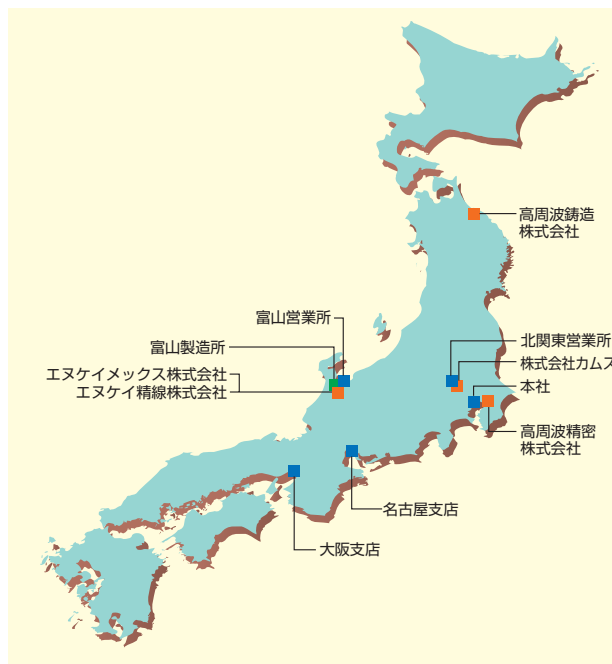 高周波鋳造
株式会社
富山営業所
富山製造所
エヌケイメックス株式会社
エヌケイ精線株式会社
北関東営業所
株式会社カムス
本社
高周波精密
株式会社
名古屋支店
大阪支店